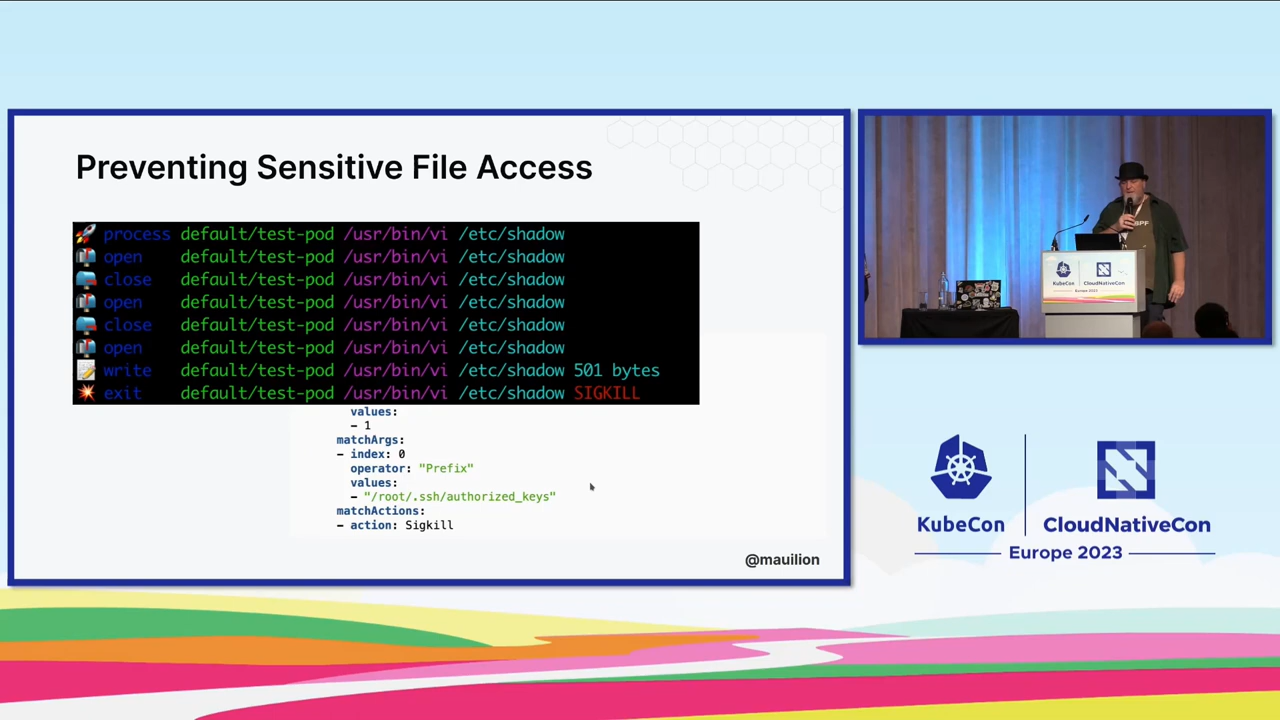 Preventing Sensitive File Access
🚀 process default/test-pod /usr/bin/vi /etc/shadow
📬 open default/test-pod /usr/bin/vi /etc/shadow
📪 close default/test-pod /usr/bin/vi /etc/shadow
📬 open default/test-pod /usr/bin/vi /etc/shadow
📪 close default/test-pod /usr/bin/vi /etc/shadow
📬 open default/test-pod /usr/bin/vi /etc/shadow
📝 write default/test-pod /usr/bin/vi /etc/shadow 501 bytes
💥 exit default/test-pod /usr/bin/vi /etc/shadow SIGKILL
values:
- 1
matchArgs:
- index: 0
operator: "Prefix"
values:
- "/root/.ssh/authorized_keys"
matchActions:
- action: Sigkill
@mauilion
BPF
KubeCon CloudNativeCon
Europe 2023
KubeCon CloudNativeCon
Europe 2023